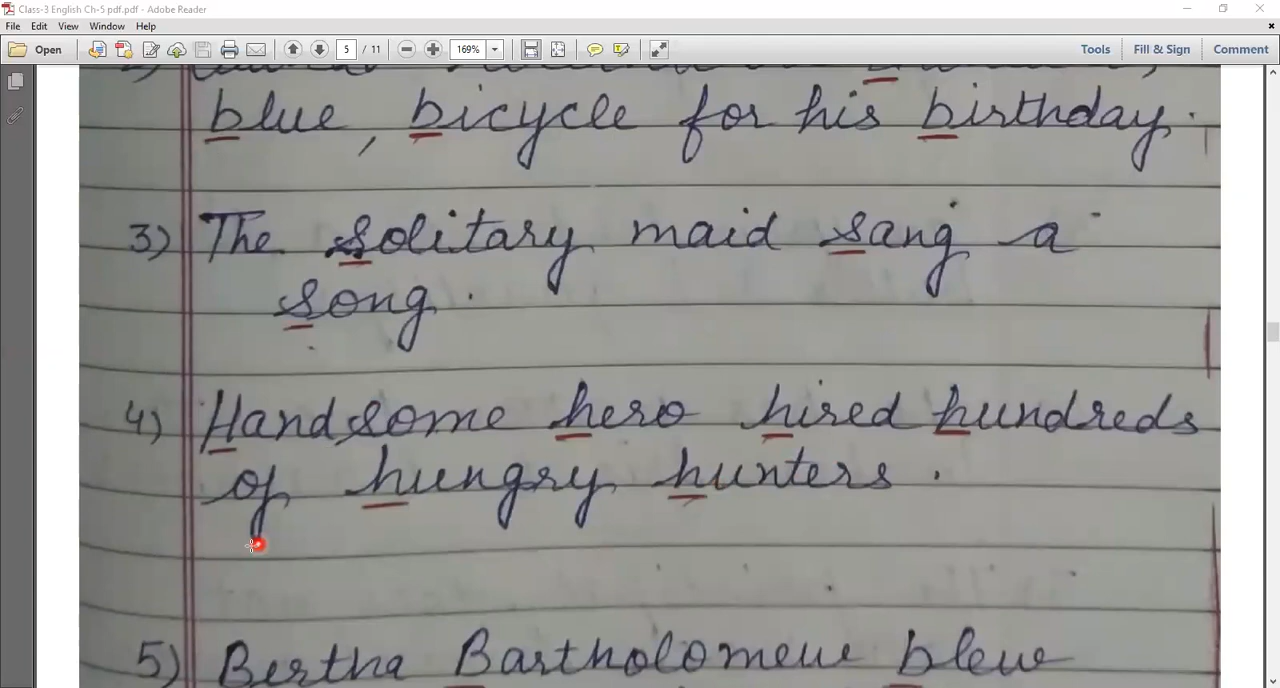 Class-3 English Ch-5 pdf.pdf - Adobe Reader
File Edit View Window Help
Open 5 / 11 169% Tools Fill & Sign Comment
blue, bicycle for his birthday.
3) The solitary maid sang a
song.
4) Handsome hero hired hundreds
of hungry hunters.
5) Bertha Bartholomew blew